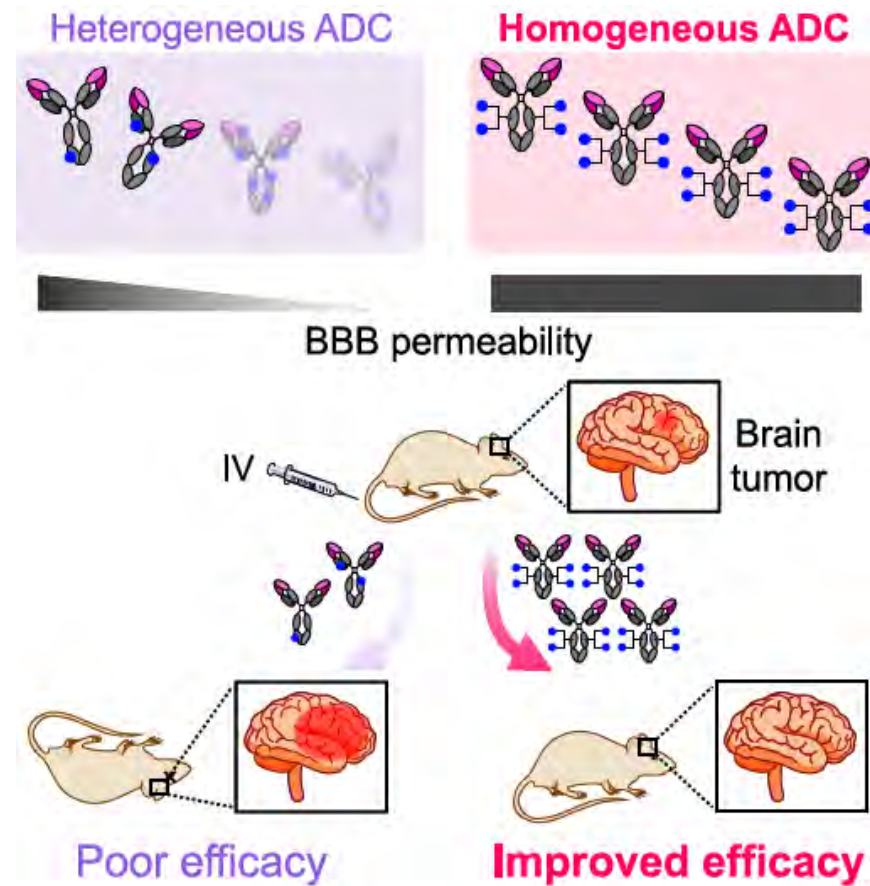 Heterogeneous ADC
Homogeneous ADC
BBB permeability
IV
Brain
tumor
Poor efficacy
Improved efficacy